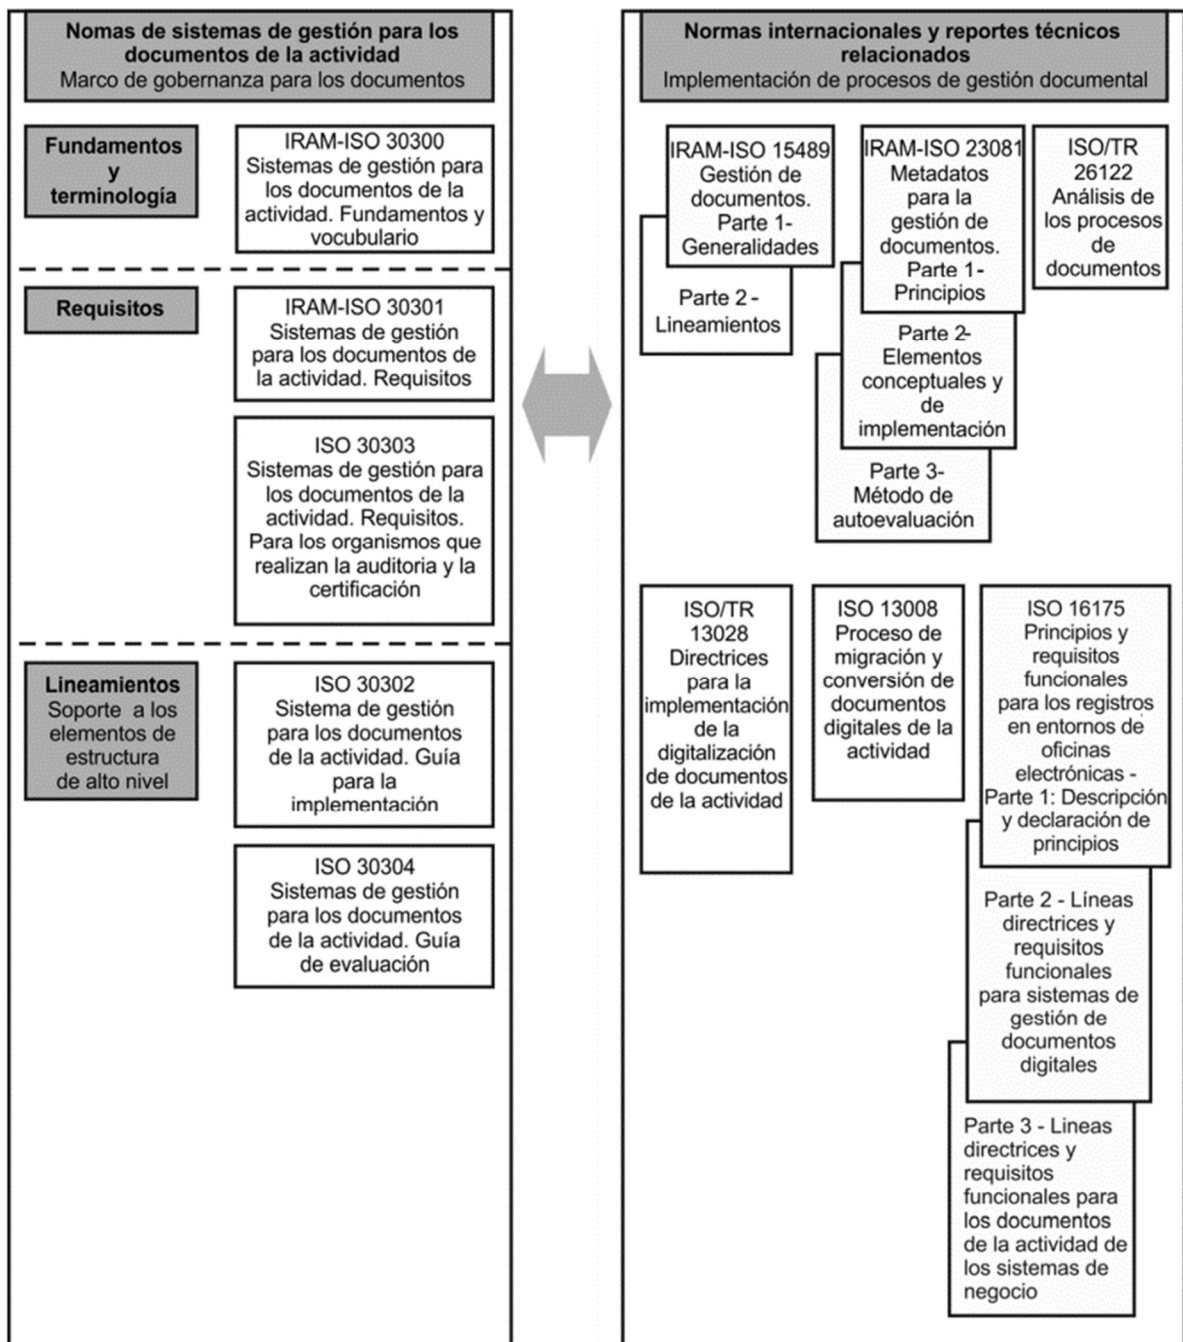 Nomas de sistemas de gestión para los
documentos de la actividad
Marco de gobernanza para los documentos
Fundamentos
y
terminología
IRAM-ISO 30300
Sistemas de gestión para
los documentos de la
actividad. Fundamentos y
vocubulario
Requisitos
IRAM-ISO 30301
Sistemas de gestión
para los documentos de
la actividad. Requisitos
ISO 30303
Sistemas de gestión para
los documentos de la
actividad. Requisitos.
Para los organismos que
realizan la auditoria y la
certificación
Lineamientos
Soporte a los
elementos de
estructura
de alto nivel
ISO 30302
Sistema de gestión
para los documentos
de la actividad. Guía
para la
implementación
ISO 30304
Sistemas de gestión
para los documentos
de la actividad. Guía
de evaluación
Normas internacionales y reportes técnicos
relacionados
Implementación de procesos de gestión documental
IRAM-ISO 15489
Gestión de
documentos.
Parte 1-
Generalidades
Parte 2 -
Lineamientos
IRAM-ISO 23081
Metadatos
para la
gestión de
documentos.
Parte 1-
Principios
Parte 2-
Elementos
conceptuales y
de
implementación
Parte 3-
Método de
autoevaluación
ISO/TR
26122
Análisis de
los procesos
de
documentos
ISO/TR
13028
Directrices
para la
implementación
de la
digitalización
de documentos
de la actividad
ISO 13008
Proceso de
migración y
conversión de
documentos
digitales de la
actividad
ISO 16175
Principios y
requisitos
funcionales
para los registros
en entornos de
oficinas
electrónicas -
Parte 1: Descripción
y declaración de
principios
Parte 2 - Líneas
directrices y
requisitos
funcionales
para sistemas de
gestión de
documentos
digitales
Parte 3 - Lineas
directrices y
requisitos
funcionales para
los documentos
de la actividad de
los sistemas de
negocio